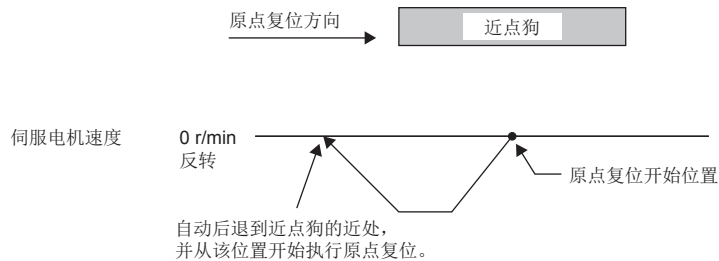 原点复位方向
近点狗
伺服电机速度
0 r/min
反转
原点复位开始位置
自动后退到近点狗的近处，
并从该位置开始执行原点复位。